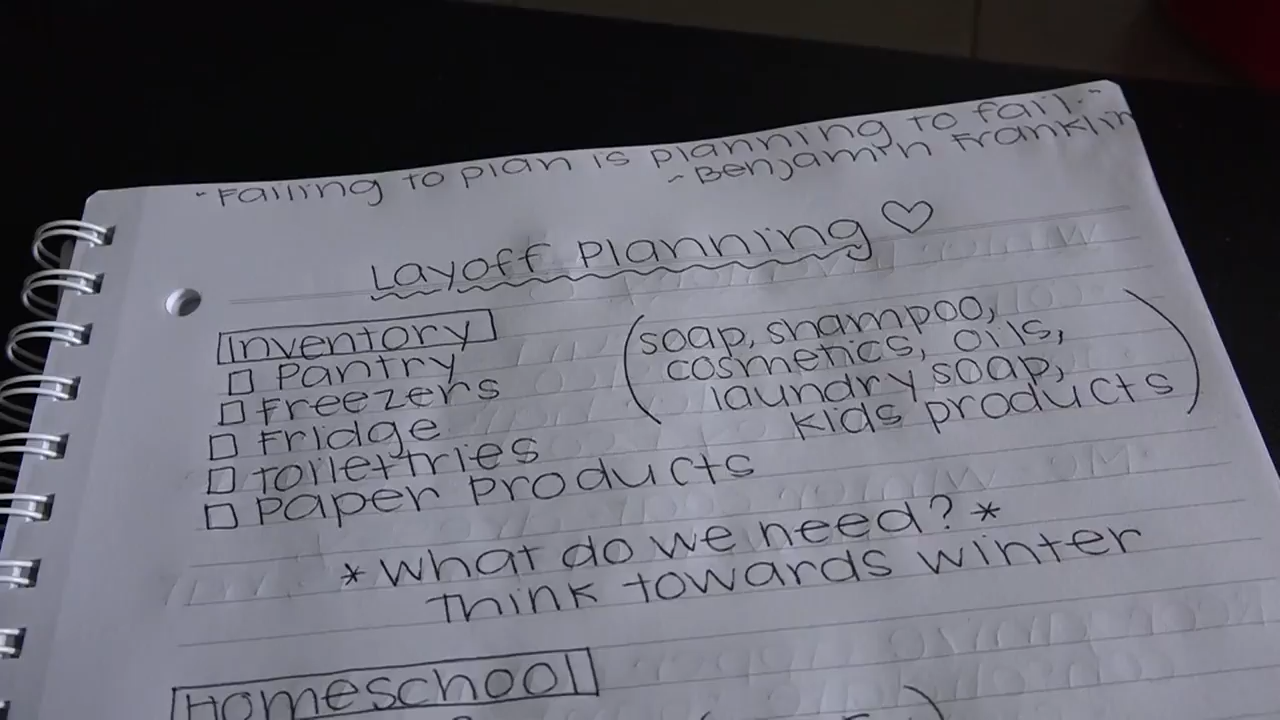 "Failing to plan is planning to fail."
~Benjamin Franklin
Layoff Planning ♡
Inventory
☐ Pantry
☐ Freezers
☐ Fridge
☐ Toilettries
☐ Paper products
(soap, shampoo,
cosmetics, oils,
laundry soap,
kids products)
*What do we need?*
Think towards winter
Homeschool